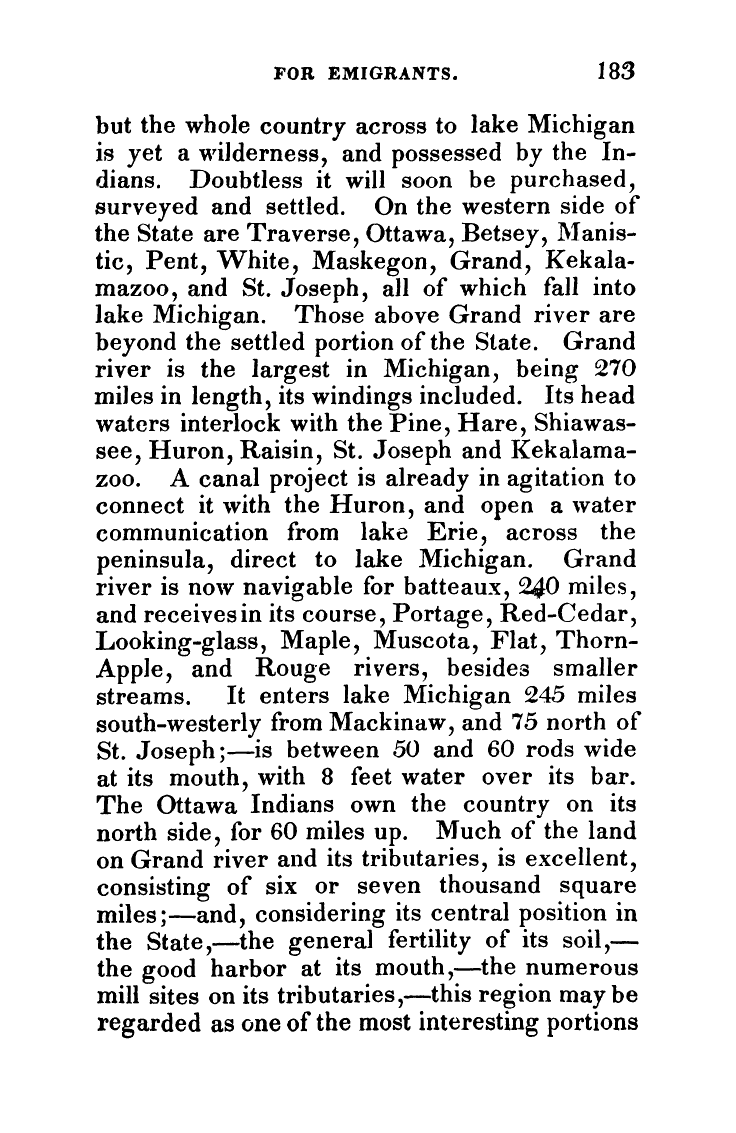 FOR EMIGRANTS. 183
but the whole country across to lake Michigan
is yet a wilderness, and possessed by the In-
dians. Doubtless it will soon be purchased,
surveyed and settled. On the western side of
the State are Traverse, Ottawa, Betsey, Manis-
tic, Pent, White, Maskegon, Grand, Kekala-
mazoo, and St. Joseph, all of which fall into
lake Michigan. Those above Grand river are
beyond the settled portion of the State. Grand
river is the largest in Michigan, being 270
miles in length, its windings included. Its head
waters interlock with the Pine, Hare, Shiawas-
see, Huron, Raisin, St. Joseph and Kekalama-
zoo. A canal project is already in agitation to
connect it with the Huron, and open a water
communication from lake Erie, across the
peninsula, direct to lake Michigan. Grand
river is now navigable for batteaux, 240 miles,
and receives in its course, Portage, Red-Cedar,
Looking-glass, Maple, Muscota, Flat, Thorn-
Apple, and Rouge rivers, besides smaller
streams. It enters lake Michigan 245 miles
south-westerly from Mackinaw, and 75 north of
St. Joseph;—is between 50 and 60 rods wide
at its mouth, with 8 feet water over its bar.
The Ottawa Indians own the country on its
north side, for 60 miles up. Much of the land
on Grand river and its tributaries, is excellent,
consisting of six or seven thousand square
miles;—and, considering its central position in
the State,—the general fertility of its soil,—
the good harbor at its mouth,—the numerous
mill sites on its tributaries,—this region may be
regarded as one of the most interesting portions